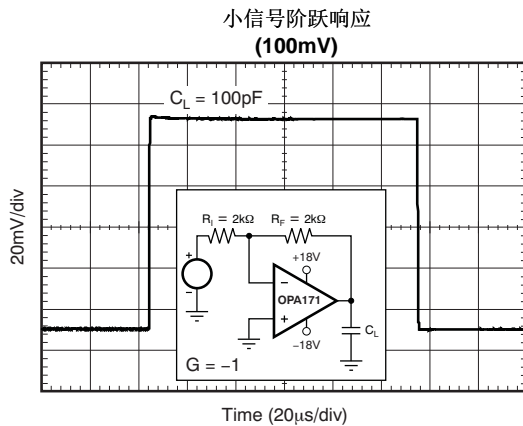 小信号阶跃响应
(100mV)
C_L = 100pF
20mV/div
R_I = 2kΩ
R_F = 2kΩ
+18V
+
−
−
OPA171
+
−18V
C_L
G = −1
Time (20μs/div)